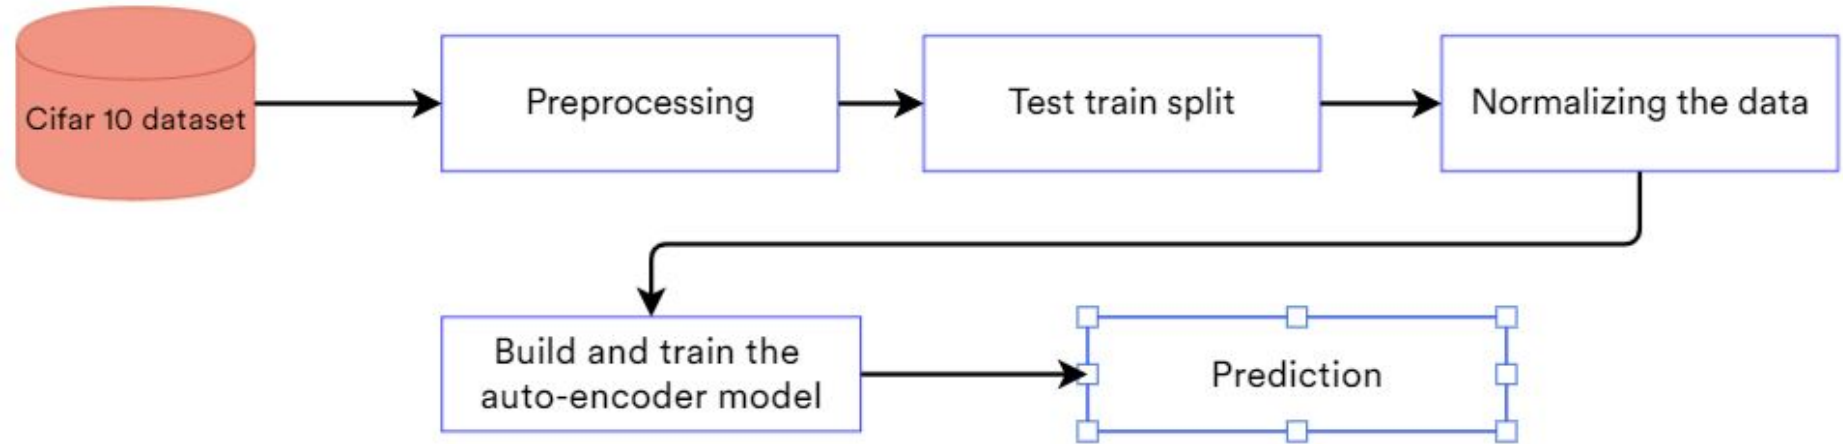 Cifar 10 dataset
Preprocessing
Test train split
Normalizing the data
Build and train the
auto-encoder model
Prediction